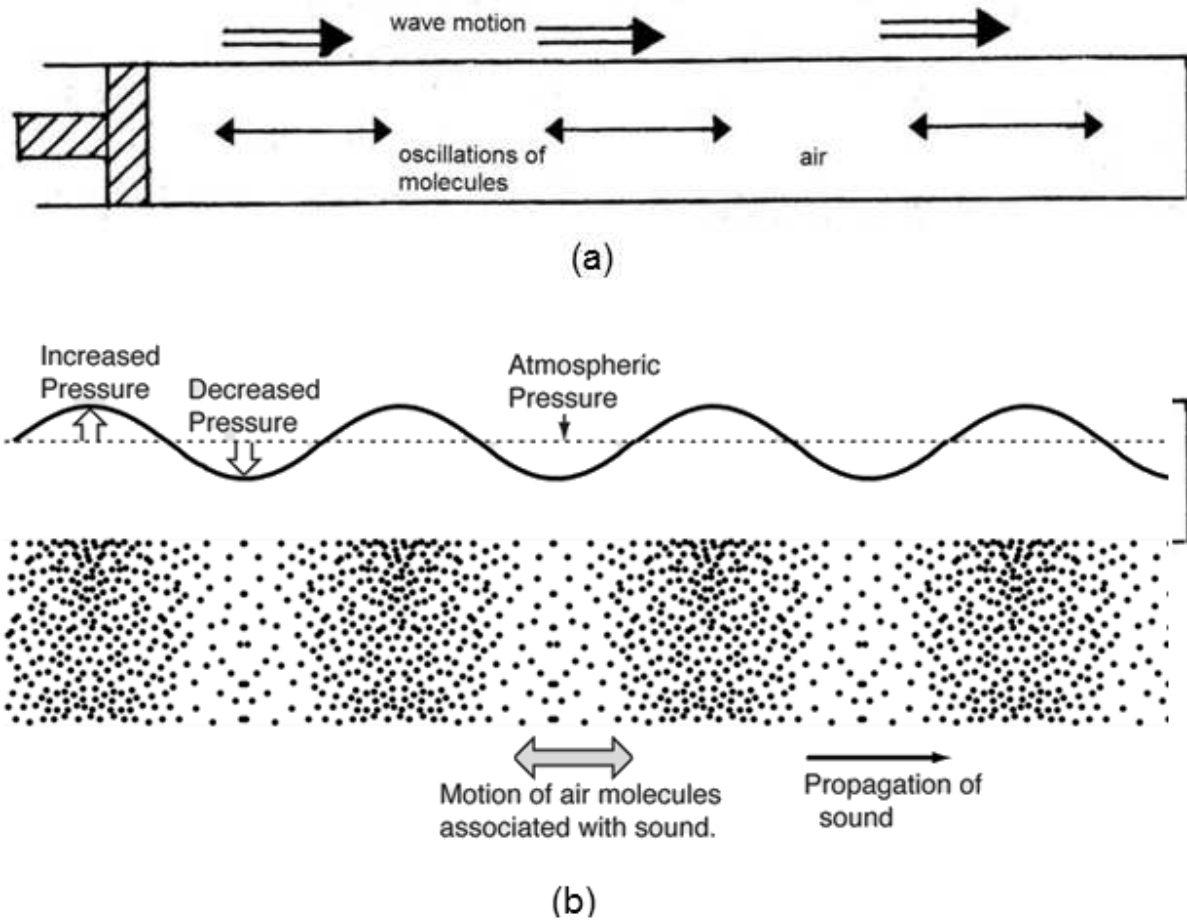 wave motion
oscillations of
molecules
air
(a)
Increased
Pressure
Decreased
Pressure
Atmospheric
Pressure
Motion of air molecules
associated with sound.
Propagation of
sound
(b)